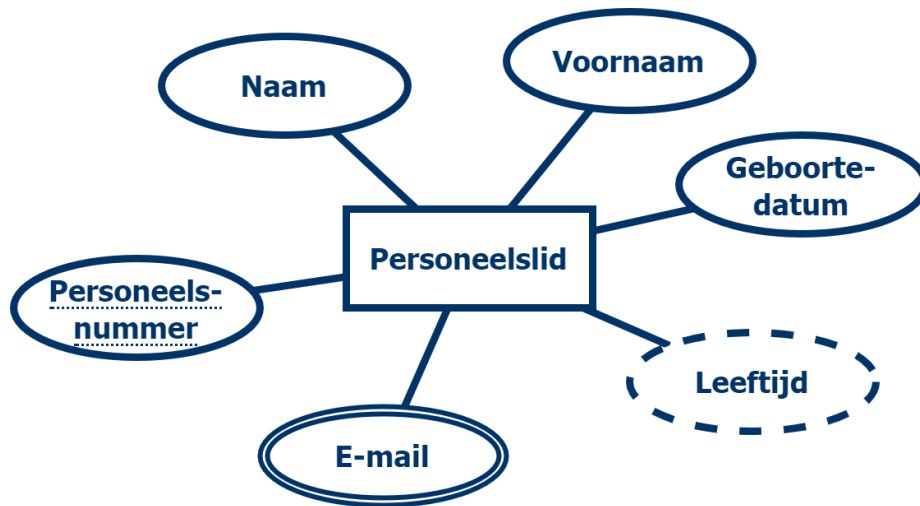 Voornaam
Naam
Geboorte-
datum
Personeelslid
Personeels-
nummer
Leeftijd
E-mail